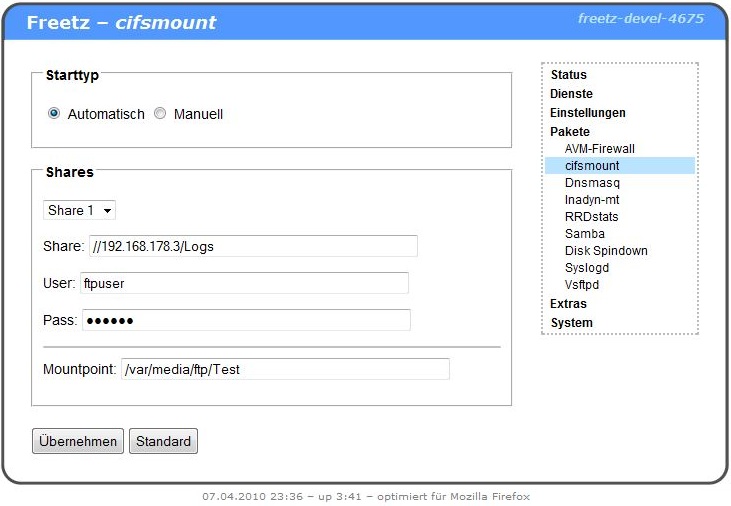 Freetz – cifsmount
freetz-devel-4675
Starttyp
Automatisch Manuell
Shares
Share 1
Share: //192.168.178.3/Logs
User: ftpuser
Pass: ●●●●●●
Mountpoint: /var/media/ftp/Test
Übernehmen Standard
Status
Dienste
Einstellungen
Pakete
AVM-Firewall
cifsmount
Dnsmasq
Inadyn-mt
RRDstats
Samba
Disk Spindown
Syslogd
Vsftpd
Extras
System
07.04.2010 23:36 – up 3:41 – optimiert für Mozilla Firefox